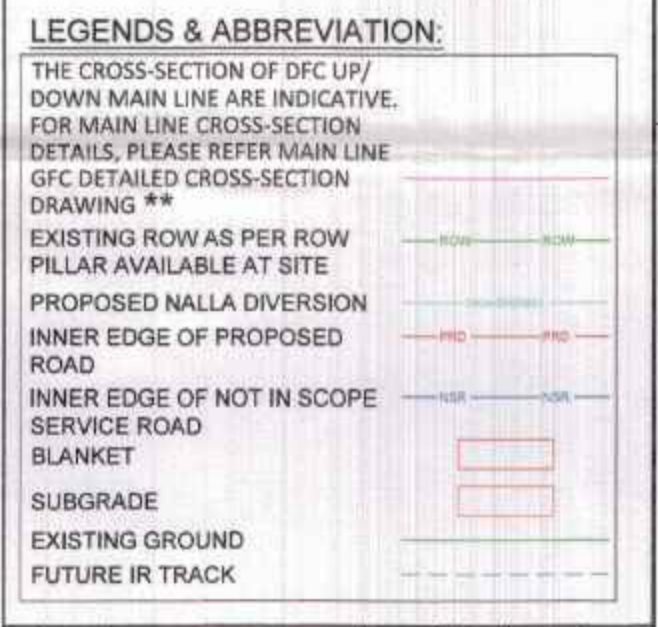 LEGENDS & ABBREVIATION:
THE CROSS-SECTION OF DFC UP/
DOWN MAIN LINE ARE INDICATIVE.
FOR MAIN LINE CROSS-SECTION
DETAILS, PLEASE REFER MAIN LINE
GFC DETAILED CROSS-SECTION
DRAWING **
EXISTING ROW AS PER ROW ROW ROW
PILLAR AVAILABLE AT SITE
PROPOSED NALLA DIVERSION
INNER EDGE OF PROPOSED PRD PRD
ROAD
INNER EDGE OF NOT IN SCOPE NSR NSR
SERVICE ROAD
BLANKET
SUBGRADE
EXISTING GROUND
FUTURE IR TRACK